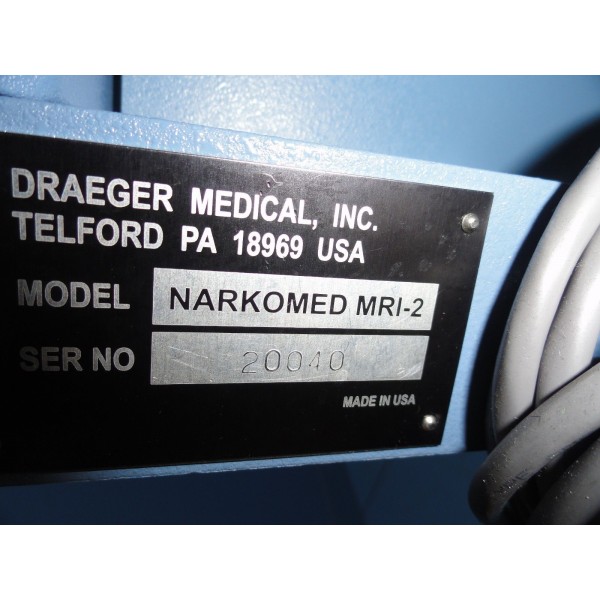 DRAEGER MEDICAL, INC.
TELFORD PA 18969 USA
MODEL NARKOMED MRI-2
SER NO 20040
MADE IN USA